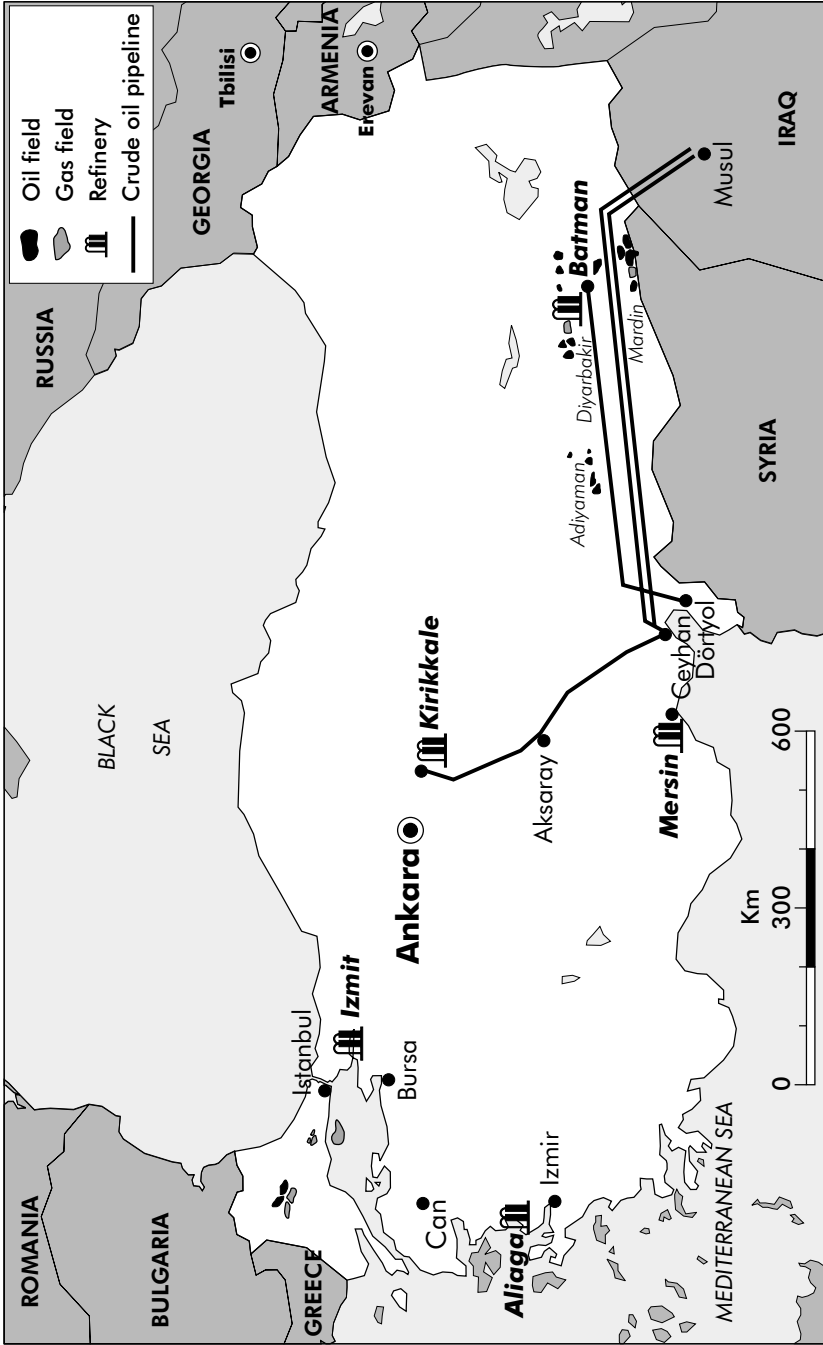 ROMANIA
BULGARIA
GREECE
RUSSIA
GEORGIA
Tbilisi
ARMENIA
Erevan
IRAQ
SYRIA
BLACK
SEA
MEDITERRANEAN SEA
Oil field
Gas field
Refinery
Crude oil pipeline
Istanbul
Izmit
Bursa
Can
Aliaga
Izmir
Ankara
Kirikkale
Aksaray
Mersin
Ceyhan
Dörtyol
Adiyaman
Diyarbakir
Batman
Mardin
Musul
Km
0
300
600